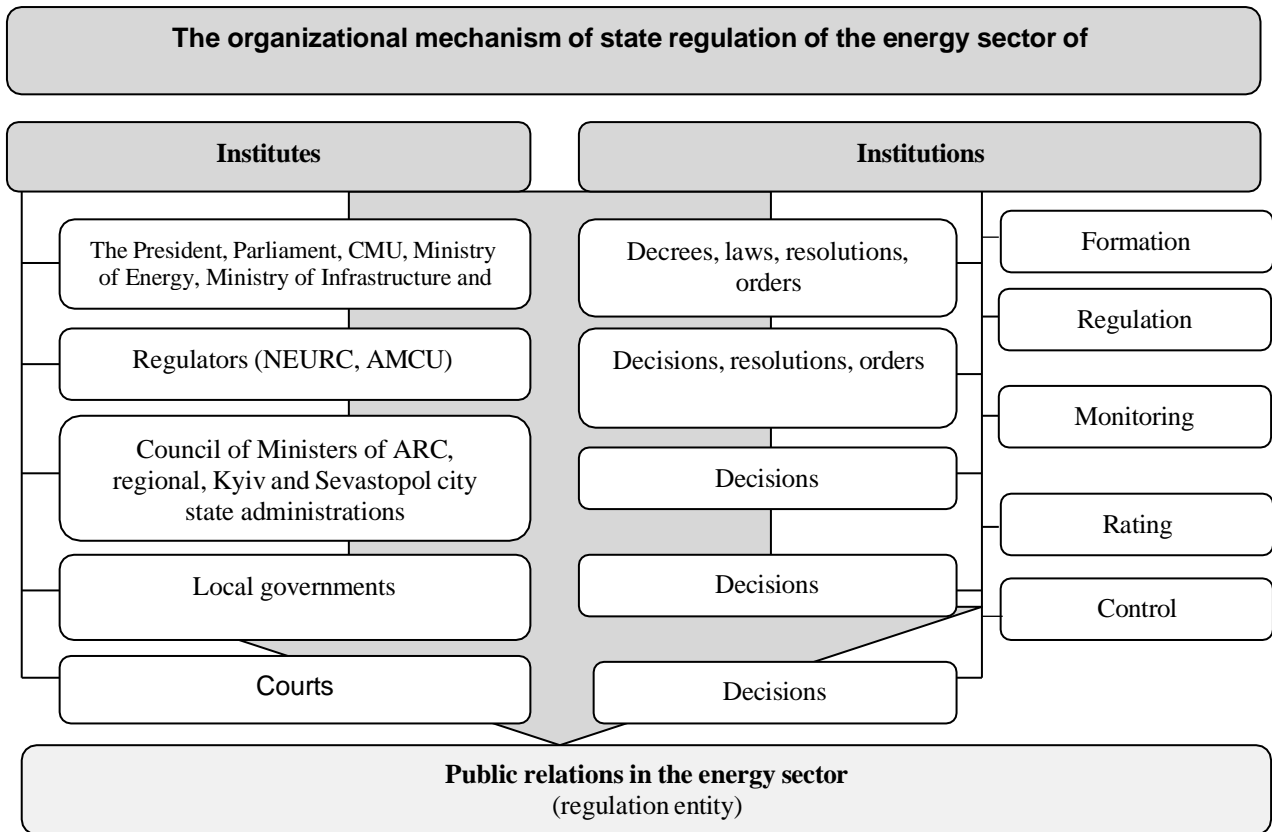 The organizational mechanism of state regulation of the energy sector of
Institutes
The President, Parliament, CMU, Ministry
of Energy, Ministry of Infrastructure and
Regulators (NEURC, AMCU)
Council of Ministers of ARC,
regional, Kyiv and Sevastopol city
state administrations
Local governments
Courts
Institutions
Decrees, laws, resolutions,
orders
Decisions, resolutions, orders
Decisions
Decisions
Decisions
Formation
Regulation
Monitoring
Rating
Control
Public relations in the energy sector
(regulation entity)